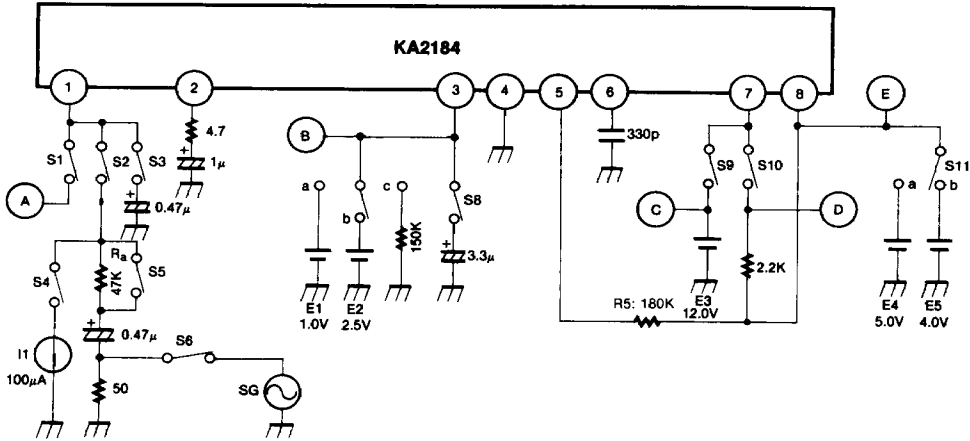 KA2184
1 2 3 4 5 6 7 8 E
4.7
1μ
S1 S2 S3
A
0.47μ
B
a b c
150K
S8
3.3μ
E1
1.0V
E2
2.5V
330p
S9 S10
C D
S11
a b
2.2K
R5: 180K
E3
12.0V
E4
5.0V
E5
4.0V
Ra
47K
S4 S5
0.47μ
I1
100μA
50
S6
SG